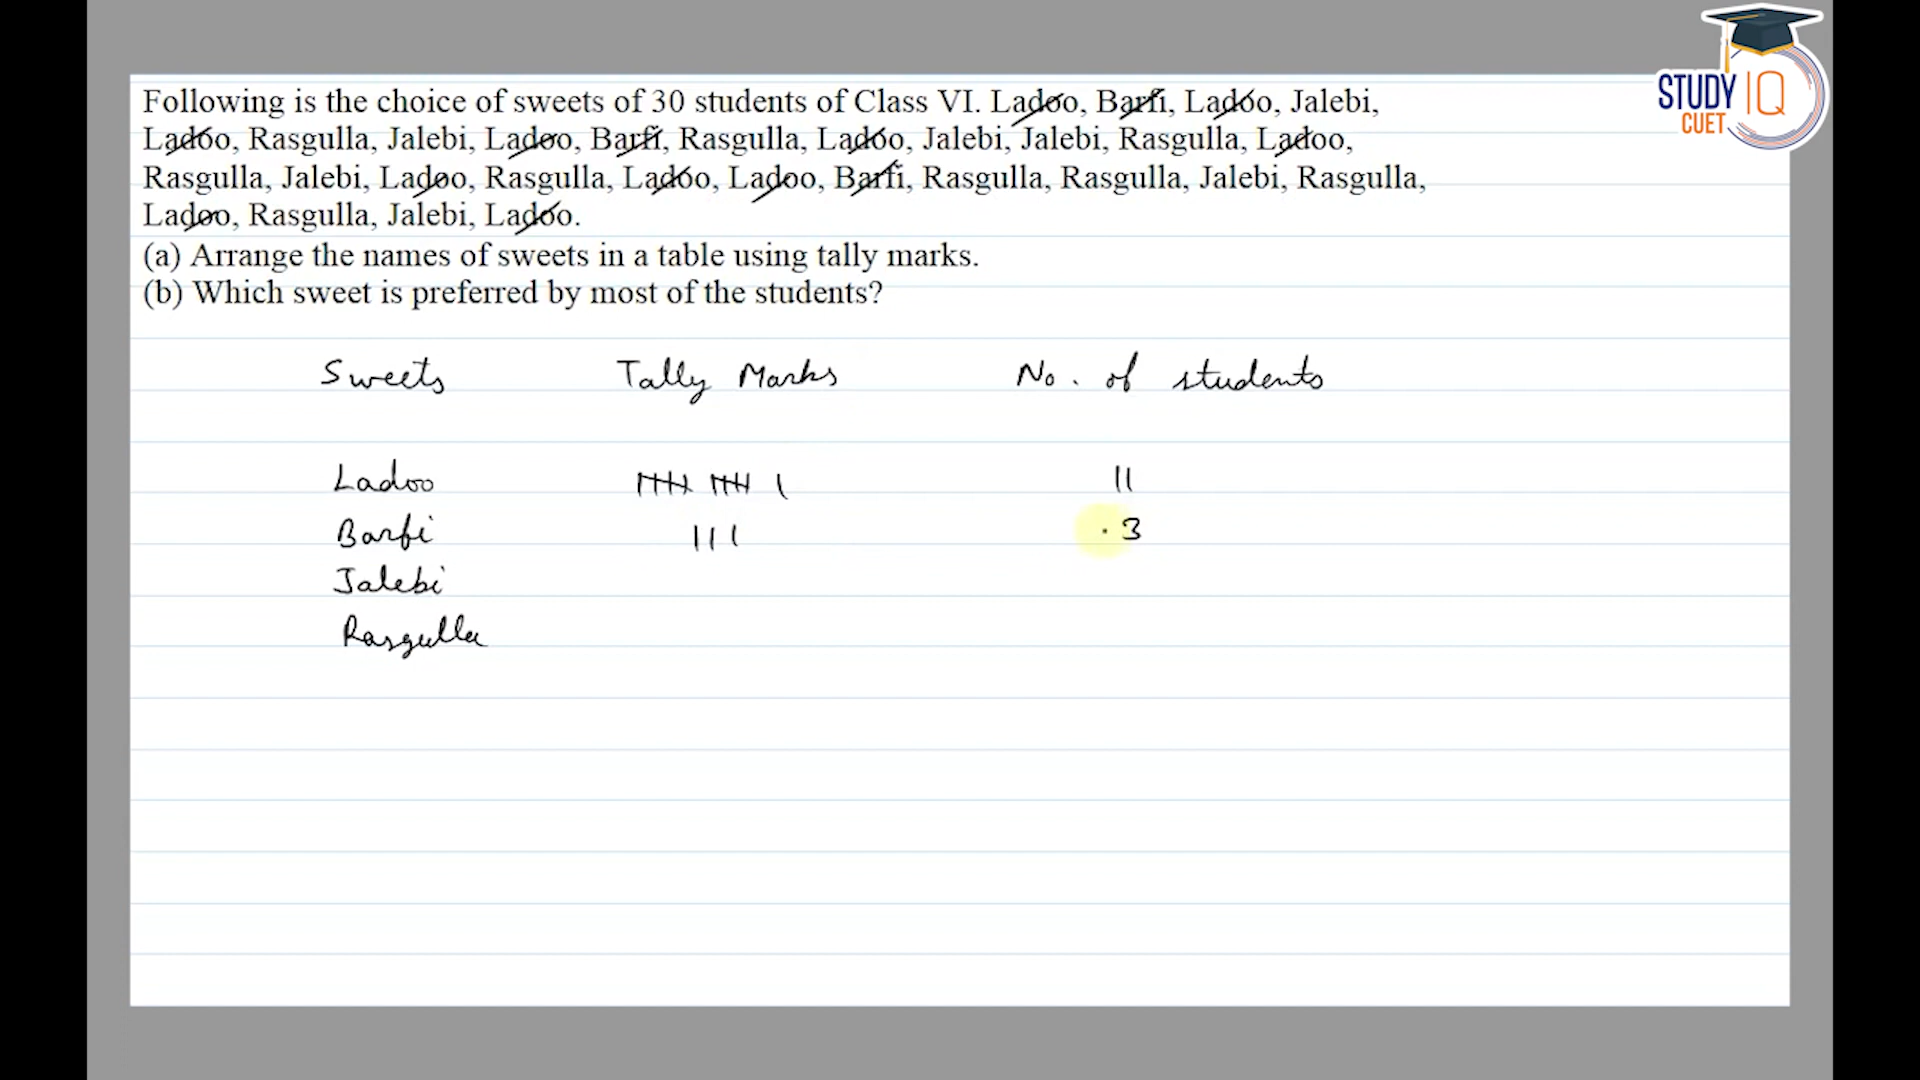 STUDY IQ
CUET
Following is the choice of sweets of 30 students of Class VI. Ladoo, Barfi, Ladoo, Jalebi,
Ladoo, Rasgulla, Jalebi, Ladoo, Barfi, Rasgulla, Ladoo, Jalebi, Jalebi, Rasgulla, Ladoo,
Rasgulla, Jalebi, Ladoo, Rasgulla, Ladoo, Ladoo, Barfi, Rasgulla, Rasgulla, Jalebi, Rasgulla,
Ladoo, Rasgulla, Jalebi, Ladoo.
(a) Arrange the names of sweets in a table using tally marks.
(b) Which sweet is preferred by most of the students?
Sweets Tally Marks No. of students
Ladoo 𝍸 𝍸 | 11
Barfi ||| 3
Jalebi
Rasgulla